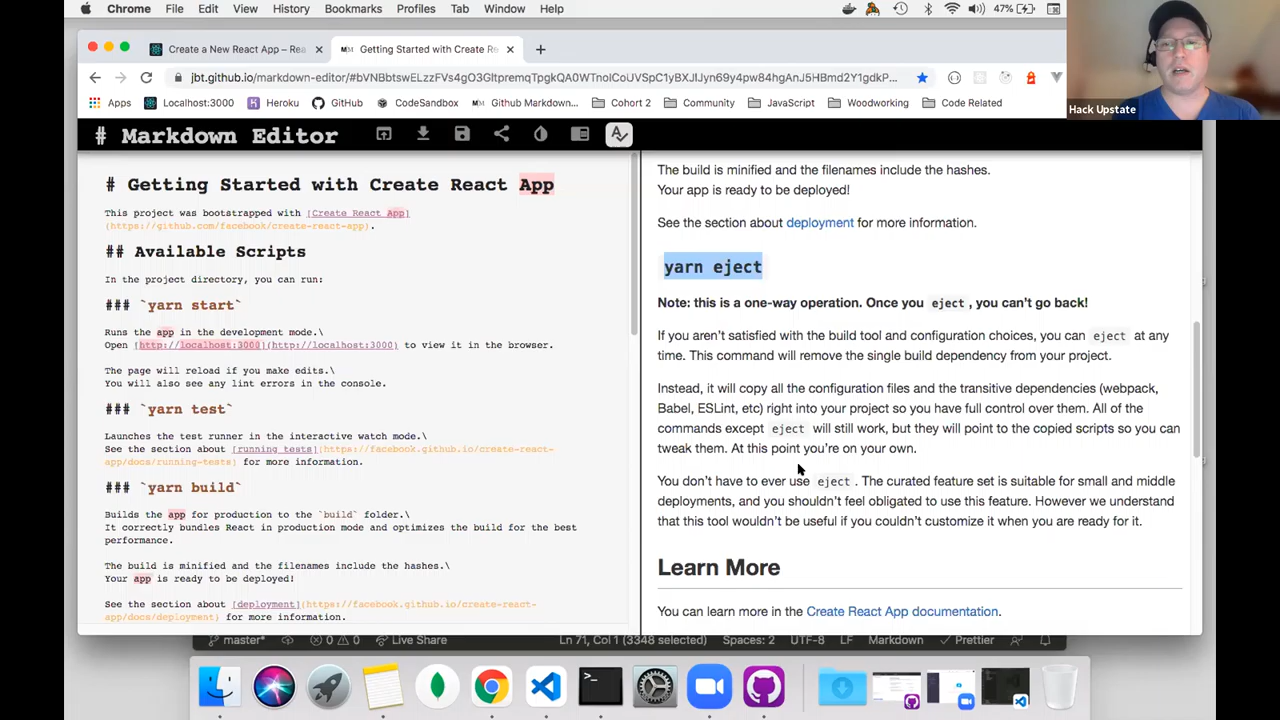 Chrome File Edit View History Bookmarks Profiles Tab Window Help 47%
Create a New React App – Rea
Getting Started with Create Re
jbt.github.io/markdown-editor/#bVNBbtswELzzFVs4gO3GltpremqTpgkQA0WTnolCoUVSpC1yBXJIJyn69y4pw84hgAnJ5HBmd2Y1gdkP...
Apps Localhost:3000 Heroku GitHub CodeSandbox Github Markdown... Cohort 2 Community JavaScript Woodworking Code Related
Hack Upstate
# Markdown Editor
# Getting Started with Create React App
This project was bootstrapped with [Create React App]
(https://github.com/facebook/create-react-app).
## Available Scripts
In the project directory, you can run:
### `yarn start`
Runs the app in the development mode.\
Open [http://localhost:3000](http://localhost:3000) to view it in the browser.
The page will reload if you make edits.\
You will also see any lint errors in the console.
### `yarn test`
Launches the test runner in the interactive watch mode.\
See the section about [running tests](https://facebook.github.io/create-react-
app/docs/running-tests) for more information.
### `yarn build`
Builds the app for production to the `build` folder.\
It correctly bundles React in production mode and optimizes the build for the best
performance.
The build is minified and the filenames include the hashes.\
Your app is ready to be deployed!
See the section about [deployment](https://facebook.github.io/create-react-
app/docs/deployment) for more information.
The build is minified and the filenames include the hashes.
Your app is ready to be deployed!
See the section about deployment for more information.
yarn eject
Note: this is a one-way operation. Once you eject, you can’t go back!
If you aren’t satisfied with the build tool and configuration choices, you can eject at any
time. This command will remove the single build dependency from your project.
Instead, it will copy all the configuration files and the transitive dependencies (webpack,
Babel, ESLint, etc) right into your project so you have full control over them. All of the
commands except eject will still work, but they will point to the copied scripts so you can
tweak them. At this point you’re on your own.
You don’t have to ever use eject. The curated feature set is suitable for small and middle
deployments, and you shouldn’t feel obligated to use this feature. However we understand
that this tool wouldn’t be useful if you couldn’t customize it when you are ready for it.
Learn More
You can learn more in the Create React App documentation.
master* 0 0 Live Share Ln 71, Col 1 (3348 selected) Spaces: 2 UTF-8 LF Markdown Prettier